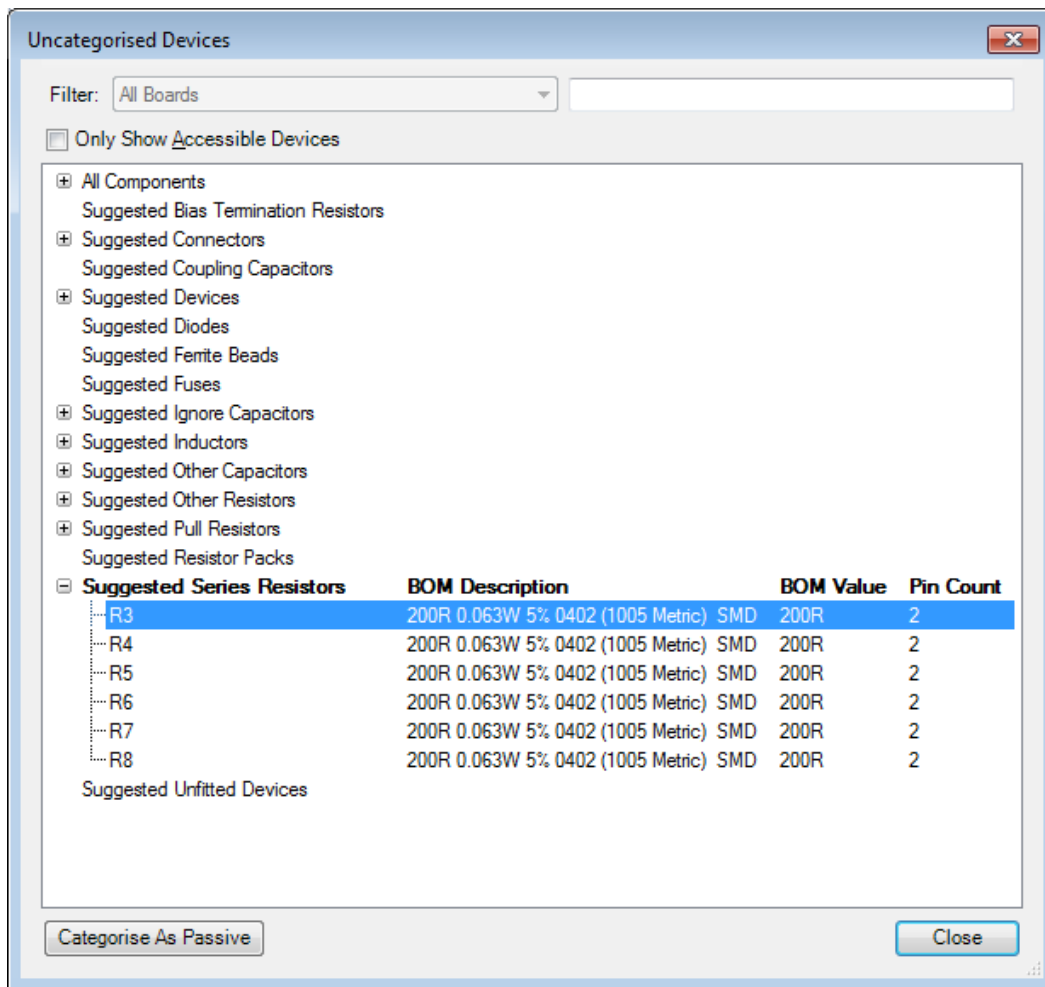 Uncategorised Devices
Filter: All Boards
Only Show Accessible Devices
All Components
Suggested Bias Termination Resistors
Suggested Connectors
Suggested Coupling Capacitors
Suggested Devices
Suggested Diodes
Suggested Ferrite Beads
Suggested Fuses
Suggested Ignore Capacitors
Suggested Inductors
Suggested Other Capacitors
Suggested Other Resistors
Suggested Pull Resistors
Suggested Resistor Packs
Suggested Series Resistors BOM Description BOM Value Pin Count
R3 200R 0.063W 5% 0402 (1005 Metric) SMD 200R 2
R4 200R 0.063W 5% 0402 (1005 Metric) SMD 200R 2
R5 200R 0.063W 5% 0402 (1005 Metric) SMD 200R 2
R6 200R 0.063W 5% 0402 (1005 Metric) SMD 200R 2
R7 200R 0.063W 5% 0402 (1005 Metric) SMD 200R 2
R8 200R 0.063W 5% 0402 (1005 Metric) SMD 200R 2
Suggested Unfitted Devices
Categorise As Passive Close